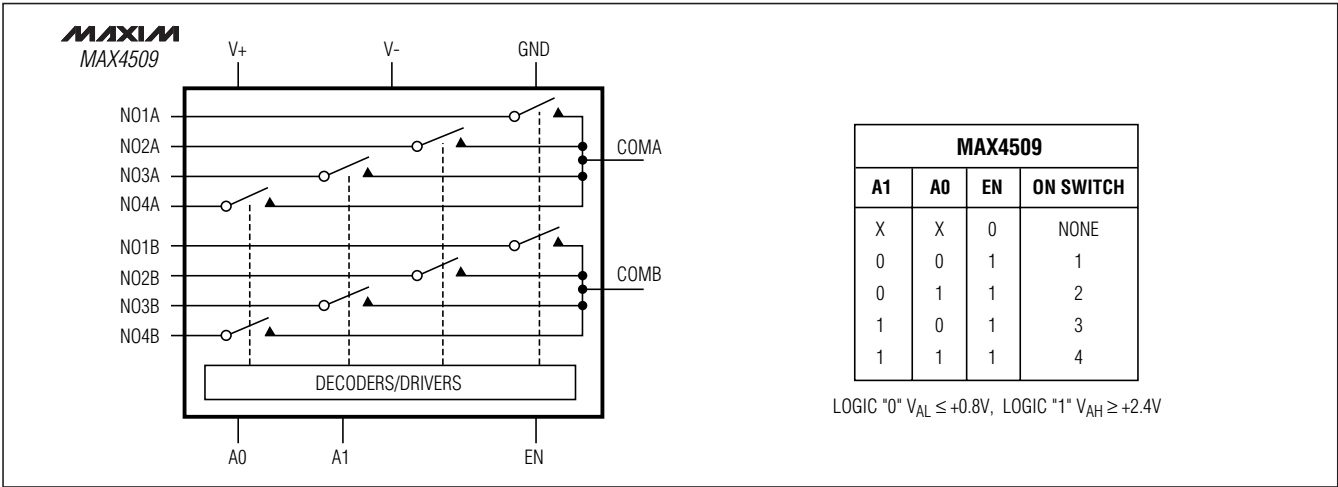 MAXIM
MAX4509
V+ V- GND
NO1A
NO2A
NO3A
NO4A
NO1B
NO2B
NO3B
NO4B
COMA
COMB
DECODERS/DRIVERS
A0 A1 EN
MAX4509
A1 A0 EN ON SWITCH
X X 0 NONE
0 0 1 1
0 1 1 2
1 0 1 3
1 1 1 4
LOGIC "0" VAL ≤ +0.8V, LOGIC "1" VAH ≥ +2.4V